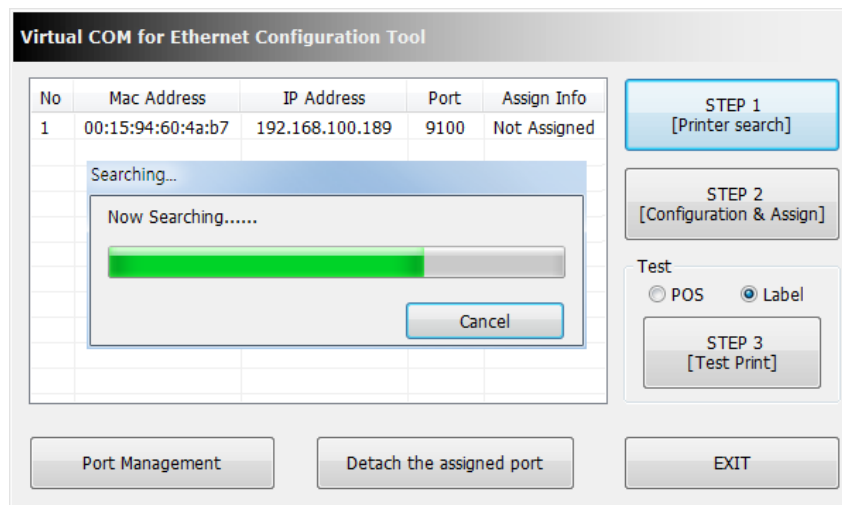 Virtual COM for Ethernet Configuration Tool
No Mac Address IP Address Port Assign Info
1 00:15:94:60:4a:b7 192.168.100.189 9100 Not Assigned
Searching...
Now Searching......
Cancel
STEP 1
[Printer search]
STEP 2
[Configuration & Assign]
Test
POS Label
STEP 3
[Test Print]
Port Management Detach the assigned port EXIT